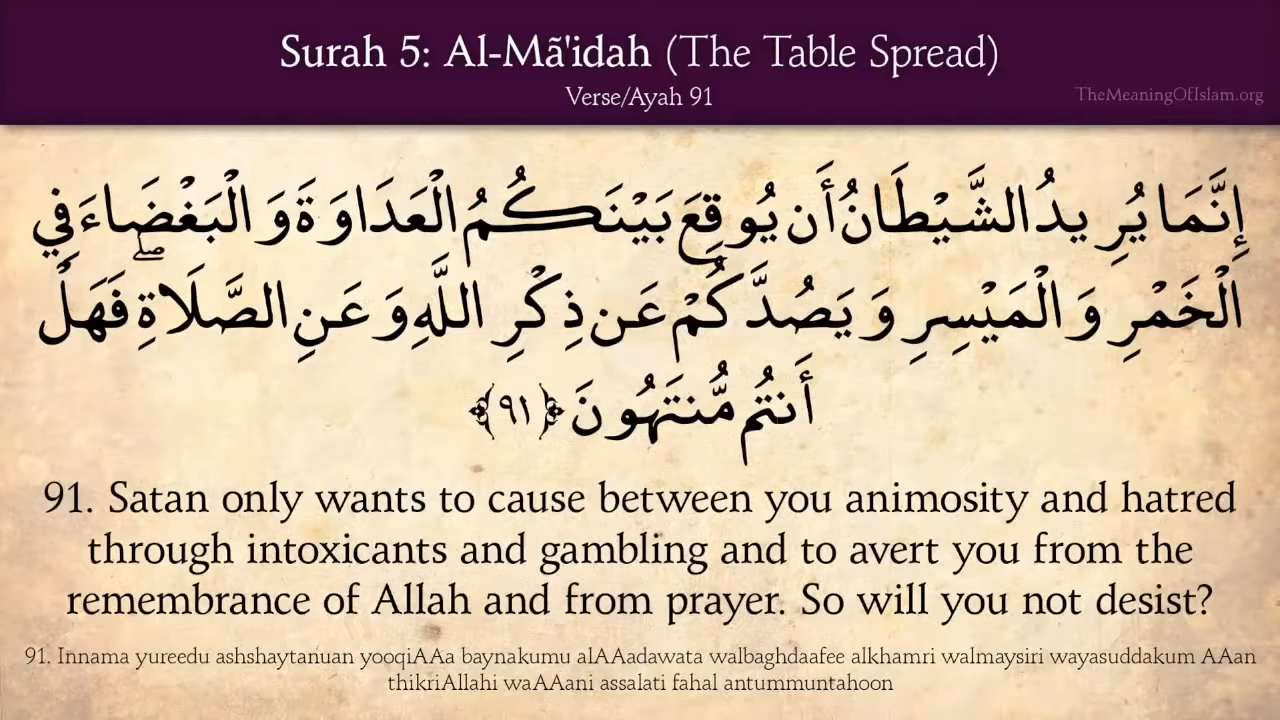 Surah 5: Al-Mã'idah (The Table Spread)
Verse/Ayah 91
TheMeaningOfIslam.org
إِنَّمَا يُرِيدُ الشَّيْطَانُ أَن يُوقِعَ بَيْنَكُمُ الْعَدَاوَةَ وَالْبَغْضَاءَ فِي
الْخَمْرِ وَالْمَيْسِرِ وَيَصُدَّكُمْ عَن ذِكْرِ اللَّهِ وَعَنِ الصَّلَاةِ ۖ فَهَلْ
أَنتُم مُّنتَهُونَ ﴿٩١﴾
91. Satan only wants to cause between you animosity and hatred
through intoxicants and gambling and to avert you from the
remembrance of Allah and from prayer. So will you not desist?
91. Innama yureedu ashshaytanuan yooqiAAa baynakumu alAAadawata walbaghdaafee alkhamri walmaysiri wayasuddakum AAan
thikriAllahi waAAani assalati fahal antummuntahoon